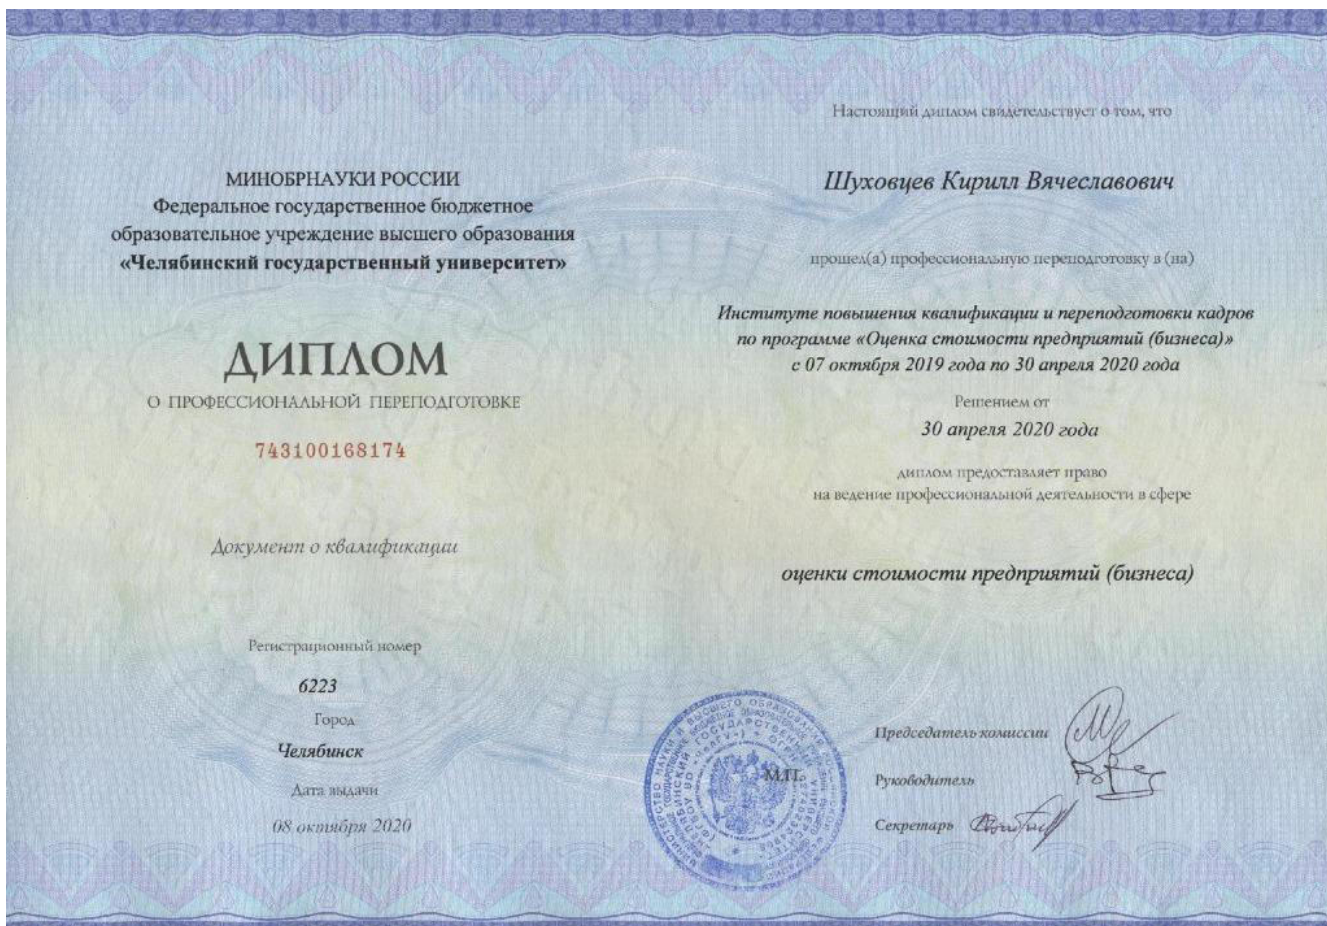 МИНОБРНАУКИ РОССИИ
Федеральное государственное бюджетное
образовательное учреждение высшего образования
«Челябинский государственный университет»
ДИПЛОМ
О ПРОФЕССИОНАЛЬНОЙ ПЕРЕПОДГОТОВКЕ
743100168174
Документ о квалификации
Регистрационный номер
6223
Город
Челябинск
Дата выдачи
08 октября 2020
Настоящий диплом свидетельствует о том, что
Шуховцев Кирилл Вячеславович
прошел(а) профессиональную переподготовку в (на)
Институте повышения квалификации и переподготовки кадров
по программе «Оценка стоимости предприятий (бизнеса)»
с 07 октября 2019 года по 30 апреля 2020 года
Решением от
30 апреля 2020 года
диплом предоставляет право
на ведение профессиональной деятельности в сфере
оценки стоимости предприятий (бизнеса)
М.П.
Председатель комиссии
Руководитель
Секретарь